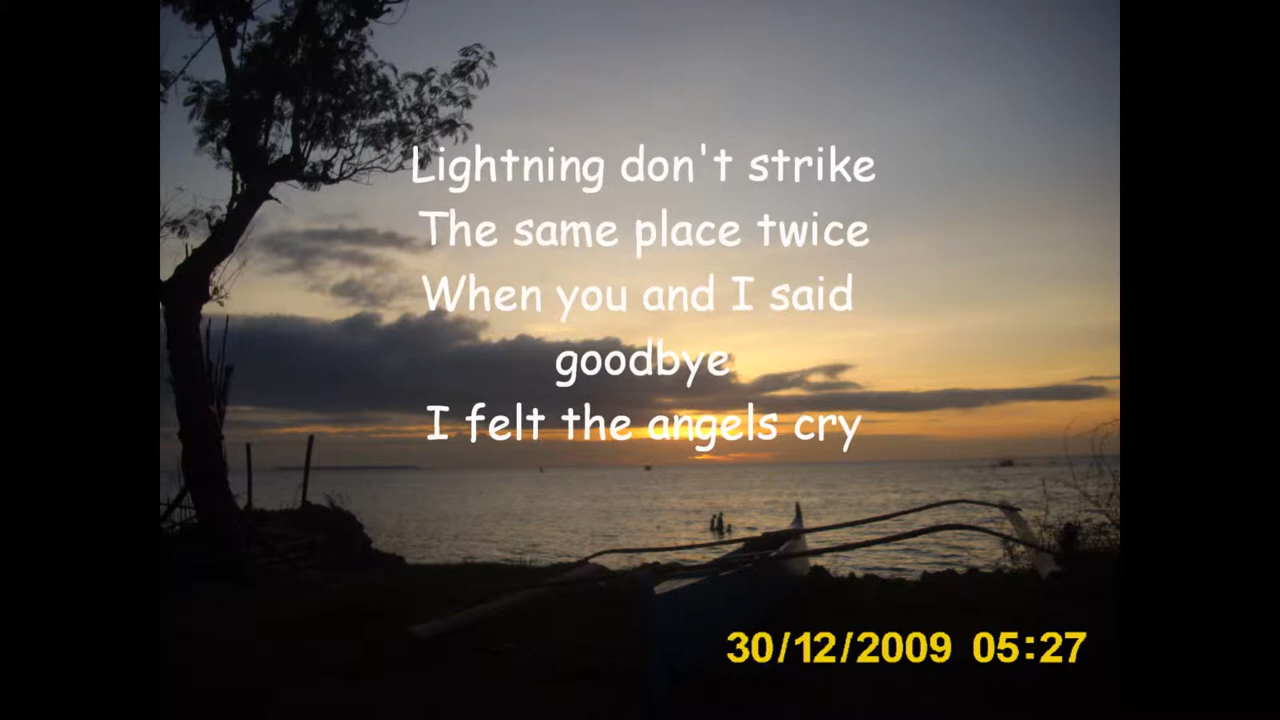 Lightning don't strike
The same place twice
When you and I said
goodbye
I felt the angels cry
30/12/2009 05:27